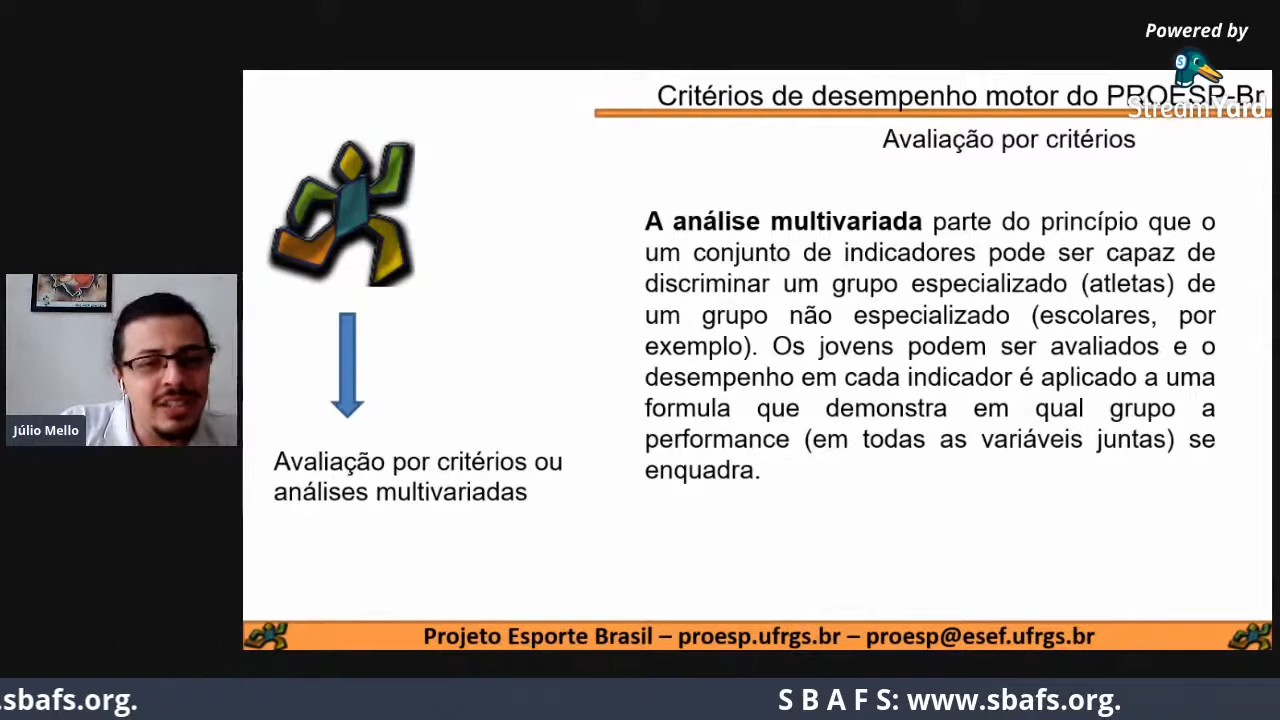 Powered by
StreamYard
Critérios de desempenho motor do PROESP-Br
Avaliação por critérios
A análise multivariada parte do princípio que o
um conjunto de indicadores pode ser capaz de
discriminar um grupo especializado (atletas) de
um grupo não especializado (escolares, por
exemplo). Os jovens podem ser avaliados e o
desempenho em cada indicador é aplicado a uma
formula que demonstra em qual grupo a
performance (em todas as variáveis juntas) se
enquadra.
Júlio Mello
Avaliação por critérios ou
análises multivariadas
Projeto Esporte Brasil – proesp.ufrgs.br – proesp@esef.ufrgs.br
.sbafs.org.
S B A F S: www.sbafs.org.